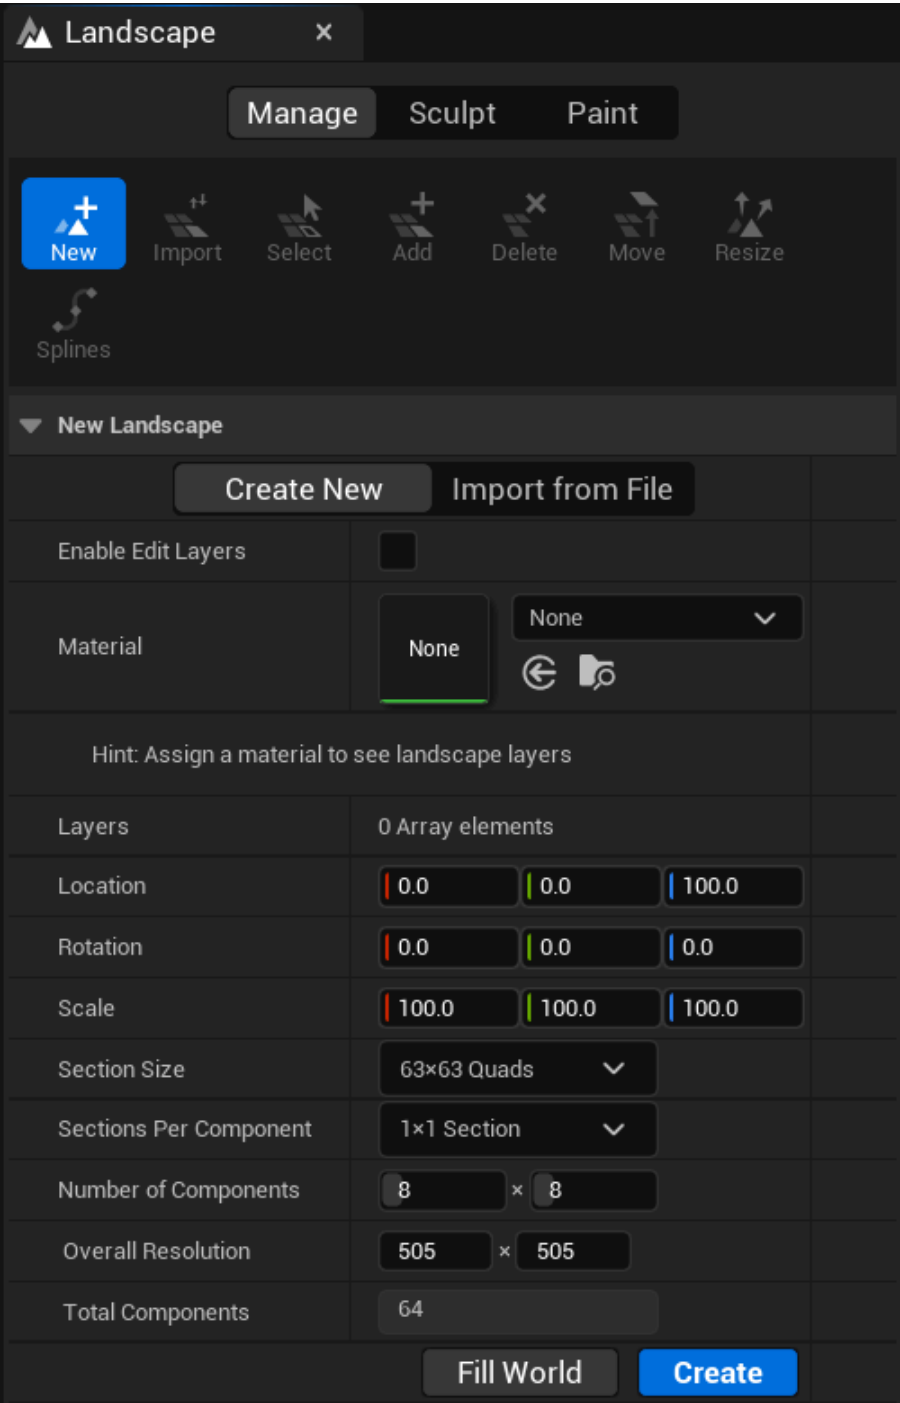 Landscape ×
Manage Sculpt Paint
New Import Select Add Delete Move Resize
Splines
New Landscape
Create New Import from File
Enable Edit Layers
Material None None
Hint: Assign a material to see landscape layers
Layers 0 Array elements
Location 0.0 0.0 100.0
Rotation 0.0 0.0 0.0
Scale 100.0 100.0 100.0
Section Size 63×63 Quads
Sections Per Component 1×1 Section
Number of Components 8 × 8
Overall Resolution 505 × 505
Total Components 64
Fill World Create